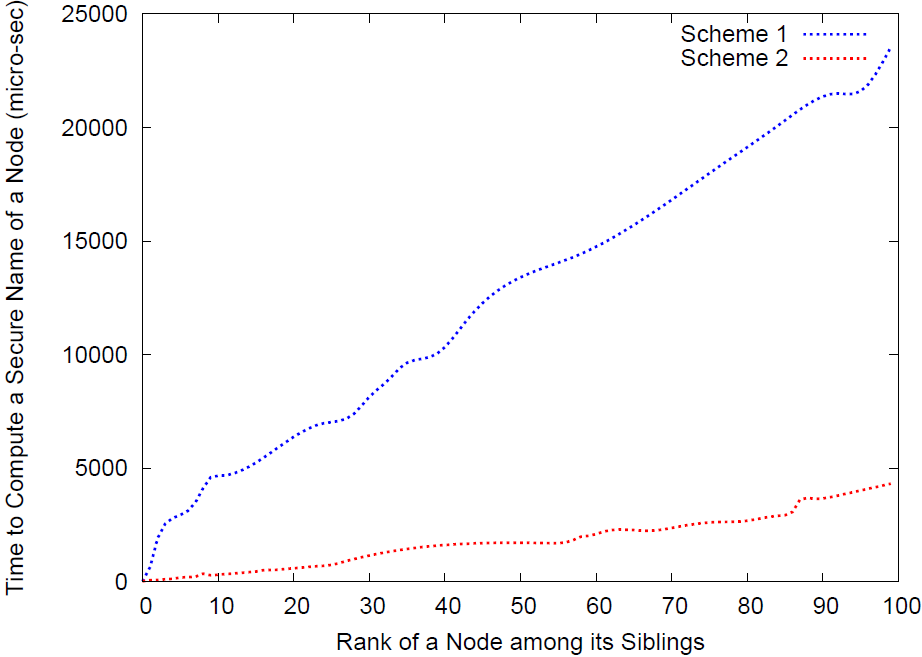 Time to Compute a Secure Name of a Node (micro-sec)
25000
20000
15000
10000
5000
0
Scheme 1
Scheme 2
0 10 20 30 40 50 60 70 80 90 100
Rank of a Node among its Siblings